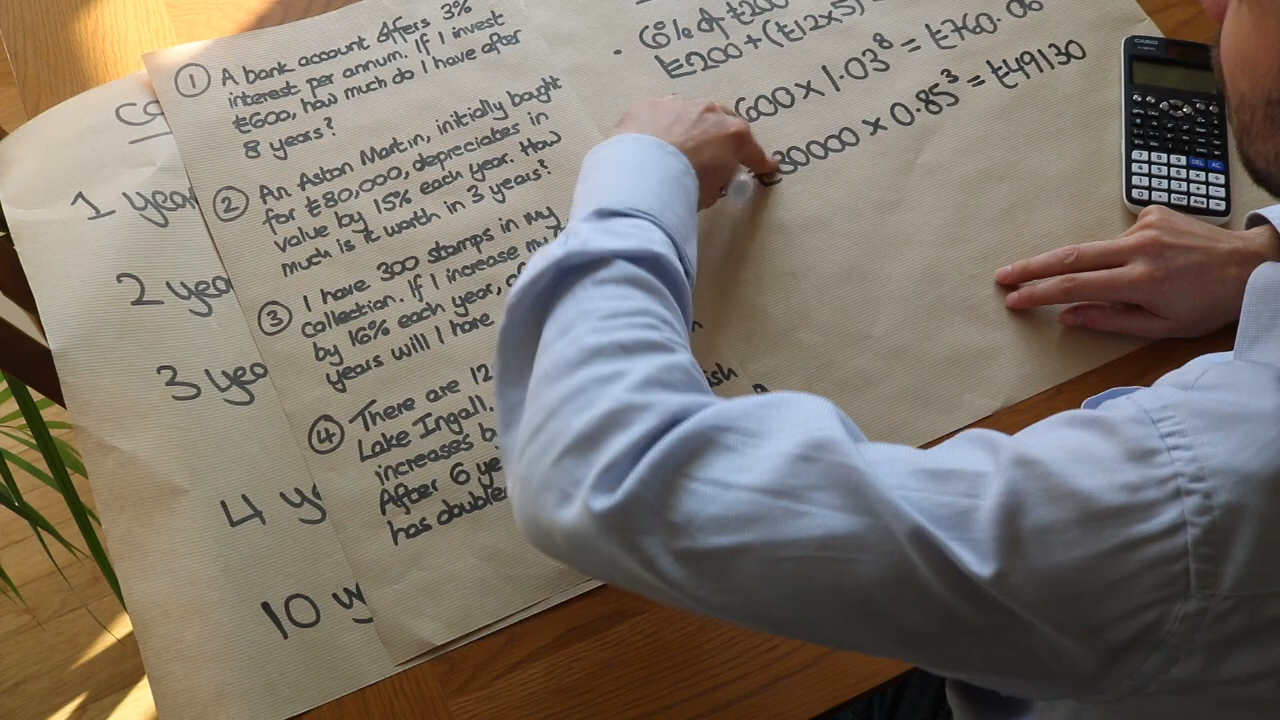 ① A bank account offers 3%
interest per annum. If I invest
£600, how much do I have after
8 years?
② An Aston Martin, initially bought
for £80,000, depreciates in
value by 15% each year. How
much is it worth in 3 years?
③ I have 300 stamps in my
collection. If I increase my
by 16% each year,
years will I have
④ There are 12
Lake Ingall.
increases b
After 6 ye
has double
1 year
2 yea
3 yea
4 y
10 y
· 6% of £200
£200 + (£12x5)
600 x 1.03⁸ = £760.06
80000 x 0.85³ = £49130
CASIO